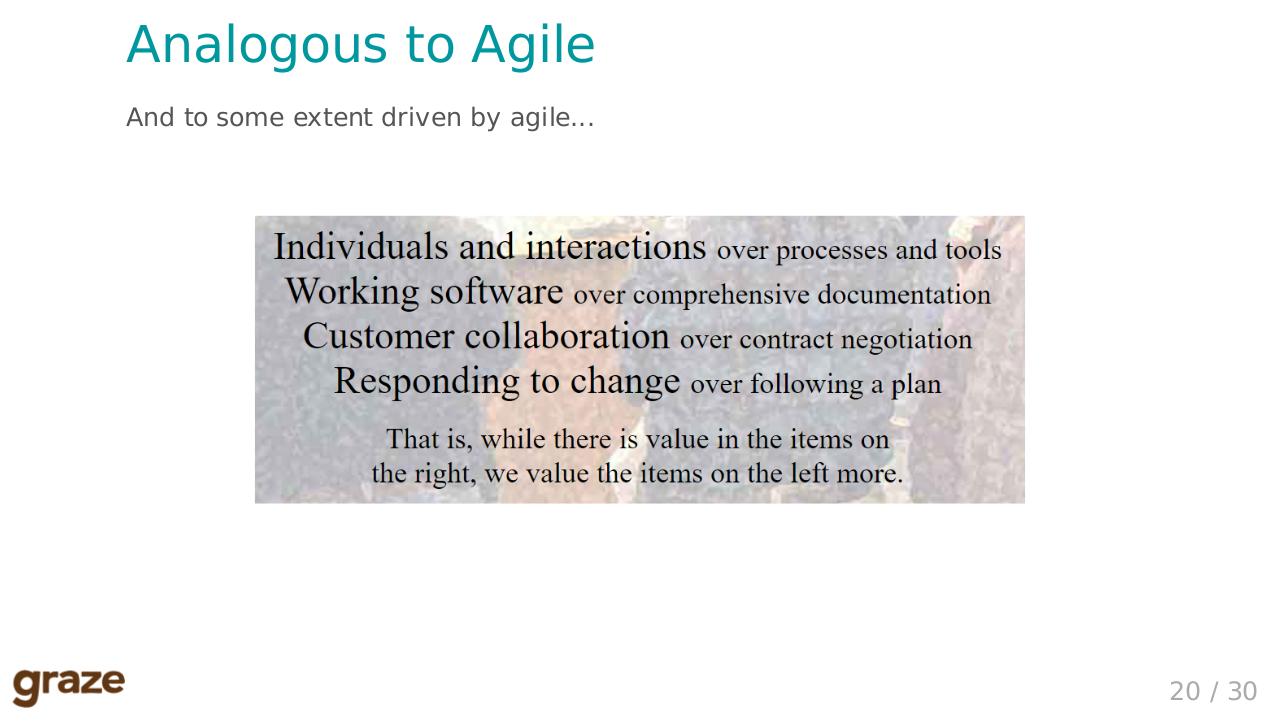 Analogous to Agile
And to some extent driven by agile...
Individuals and interactions over processes and tools
Working software over comprehensive documentation
Customer collaboration over contract negotiation
Responding to change over following a plan
That is, while there is value in the items on
the right, we value the items on the left more.
graze
20 / 30